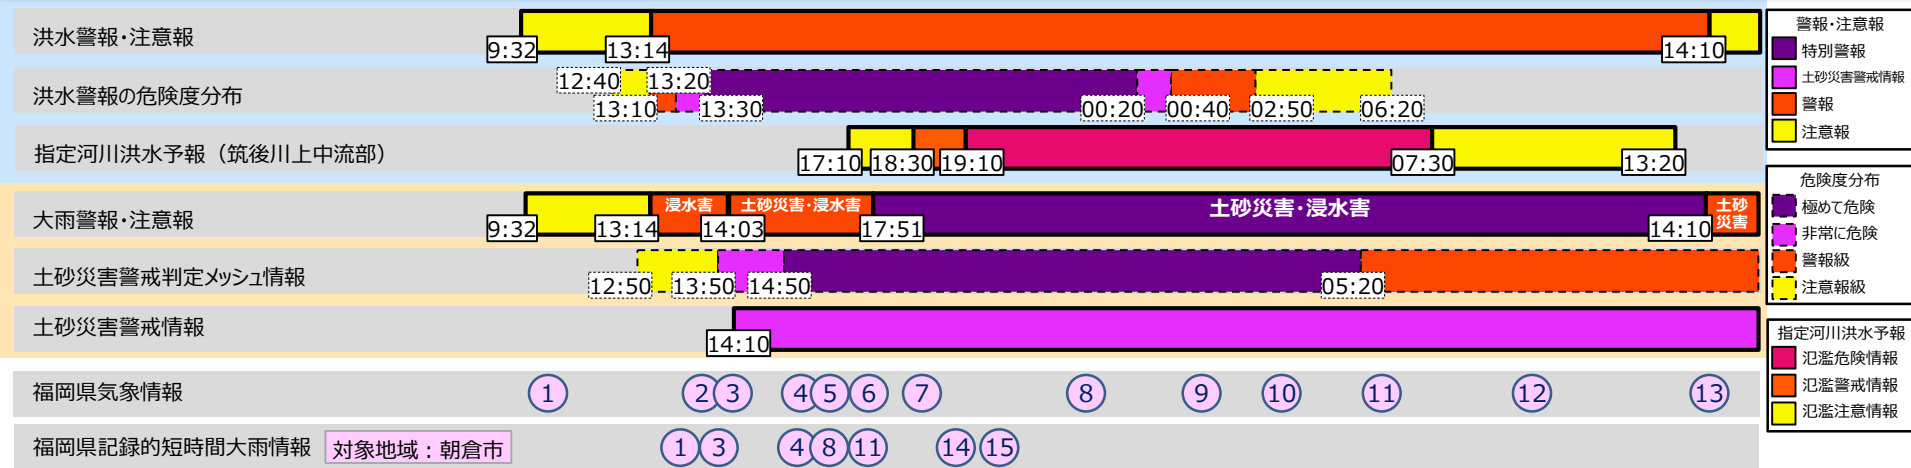 洪水警報・注意報
9:32
13:14
14:10
洪水警報の危険度分布
12:40
13:10
13:20
13:30
00:20
00:40
02:50
06:20
指定河川洪水予報（筑後川上中流部）
17:10
18:30
19:10
07:30
13:20
大雨警報・注意報
9:32
13:14
浸水害
14:03
土砂災害・浸水害
17:51
土砂災害・浸水害
14:10
土砂
災害
土砂災害警戒判定メッシュ情報
12:50
13:50
14:50
05:20
土砂災害警戒情報
14:10
福岡県気象情報
1 2 3 4 5 6 7 8 9 10 11 12 13
福岡県記録的短時間大雨情報 対象地域：朝倉市
1 3 4 8 11 14 15
警報・注意報
特別警報
土砂災害警戒情報
警報
注意報
危険度分布
極めて危険
非常に危険
警報級
注意報級
指定河川洪水予報
氾濫危険情報
氾濫警戒情報
氾濫注意情報